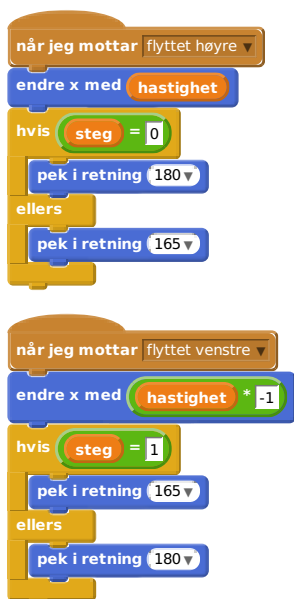 når jeg mottar flyttet høyre
endre x med hastighet
hvis steg = 0
pek i retning 180
ellers
pek i retning 165
når jeg mottar flyttet venstre
endre x med hastighet * -1
hvis steg = 1
pek i retning 165
ellers
pek i retning 180